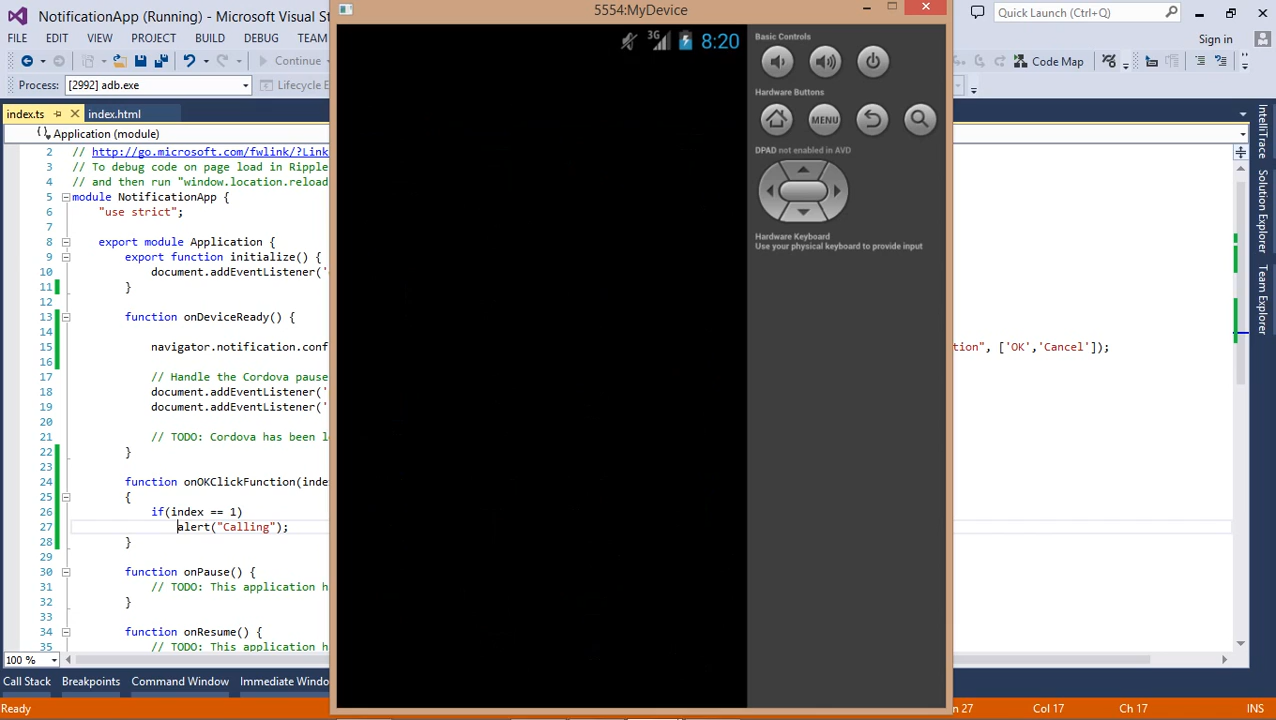 NotificationApp (Running) - Microsoft Visual St
5554:MyDevice
Quick Launch (Ctrl+Q)
FILE EDIT VIEW PROJECT BUILD DEBUG TEAM
Sign in
Continue
Code Map
Process: [2992] adb.exe
Lifecycle E
index.ts
index.html
Application (module)
2 // http://go.microsoft.com/fwlink/?Link
3 // To debug code on page load in Ripple
4 // and then run "window.location.reload
5 module NotificationApp {
6 "use strict";
7
8 export module Application {
9 export function initialize() {
10 document.addEventListener('
11 }
12
13 function onDeviceReady() {
14
15 navigator.notification.conf
tion", ['OK','Cancel']);
16
17 // Handle the Cordova pause
18 document.addEventListener('
19 document.addEventListener('
20
21 // TODO: Cordova has been l
22 }
23
24 function onOKClickFunction(inde
25 {
26 if(index == 1)
27 alert("Calling");
28 }
29
30 function onPause() {
31 // TODO: This application h
32 }
33
34 function onResume() {
35 // TODO: This application h
100 %
3G 8:20
Basic Controls
Hardware Buttons
MENU
DPAD not enabled in AVD
Hardware Keyboard
Use your physical keyboard to provide input
IntelliTrace
Solution Explorer
Team Explorer
Call Stack Breakpoints Command Window Immediate Windo
Ln 27 Col 17 Ch 17 INS